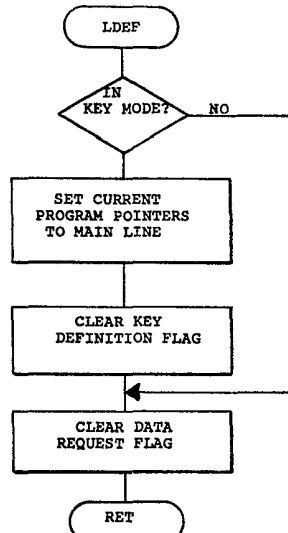 LDEF
IN
KEY MODE?
NO
SET CURRENT
PROGRAM POINTERS
TO MAIN LINE
CLEAR KEY
DEFINITION FLAG
CLEAR DATA
REQUEST FLAG
RET